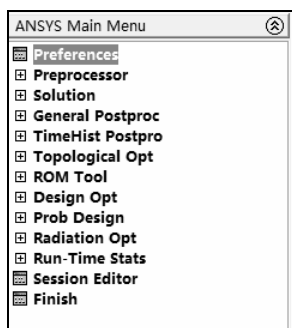 ANSYS Main Menu
Preferences
Preprocessor
Solution
General Postproc
TimeHist Postpro
Topological Opt
ROM Tool
Design Opt
Prob Design
Radiation Opt
Run-Time Stats
Session Editor
Finish